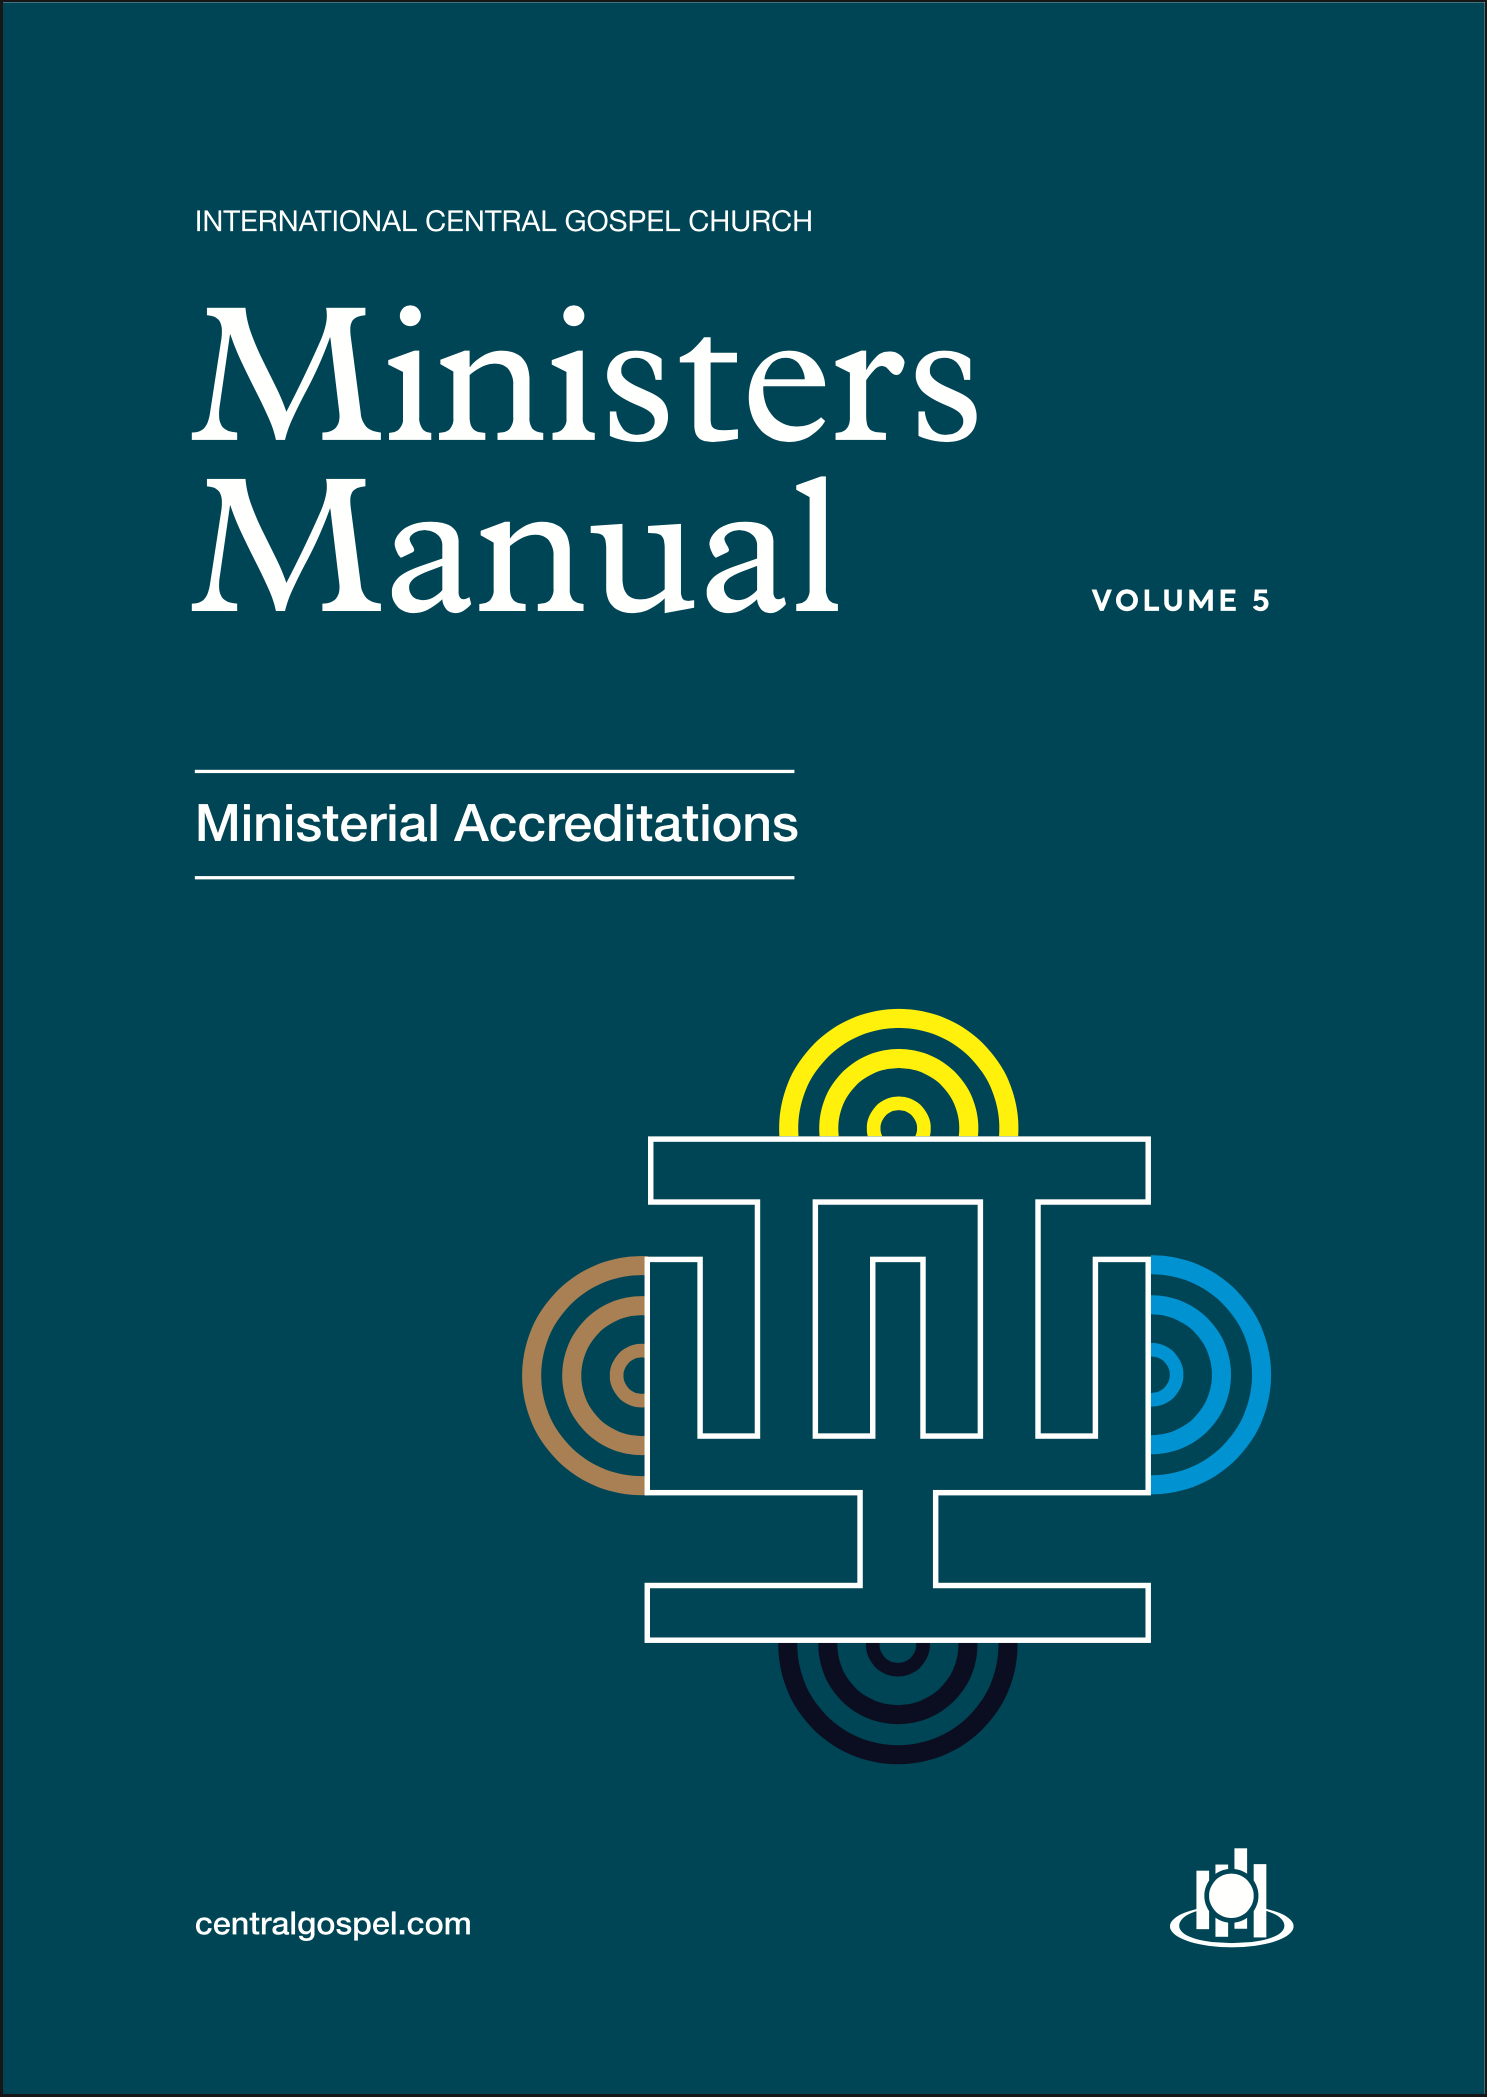 INTERNATIONAL CENTRAL GOSPEL CHURCH
Ministers
Manual
VOLUME 5
Ministerial Accreditations
centralgospel.com